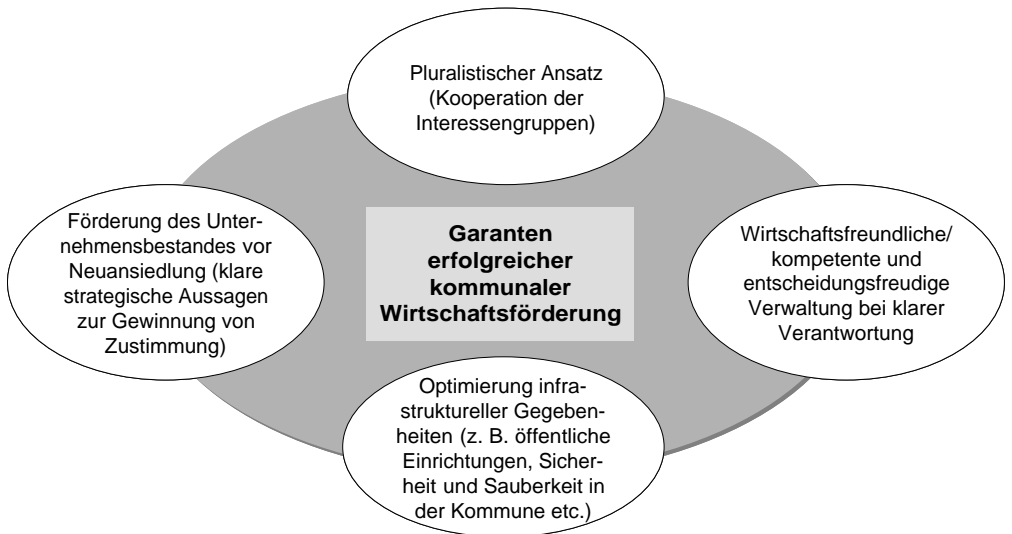 Pluralistischer Ansatz
(Kooperation der
Interessengruppen)
Förderung des Unter-
nehmensbestandes vor
Neuansiedlung (klare
strategische Aussagen
zur Gewinnung von
Zustimmung)
Garanten
erfolgreicher
kommunaler
Wirtschaftsförderung
Wirtschaftsfreundliche/
kompetente und
entscheidungsfreudige
Verwaltung bei klarer
Verantwortung
Optimierung infra-
struktureller Gegeben-
heiten (z. B. öffentliche
Einrichtungen, Sicher-
heit und Sauberkeit in
der Kommune etc.)